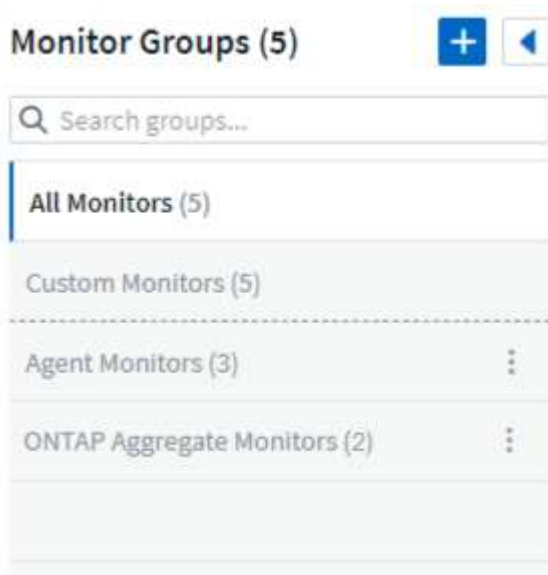 Monitor Groups (5)
Search groups...
All Monitors (5)
Custom Monitors (5)
Agent Monitors (3)
ONTAP Aggregate Monitors (2)